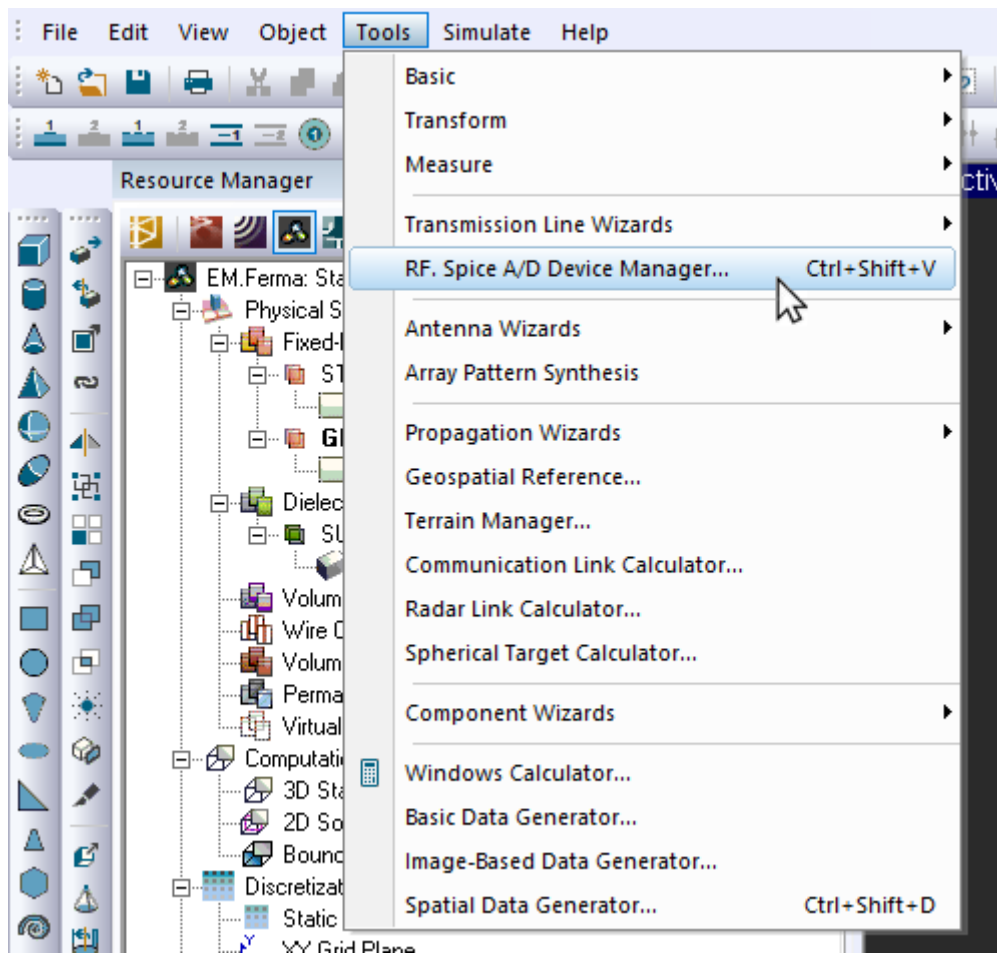 File Edit View Object Tools Simulate Help
Basic
Transform
Measure
Transmission Line Wizards
RF. Spice A/D Device Manager... Ctrl+Shift+V
Antenna Wizards
Array Pattern Synthesis
Propagation Wizards
Geospatial Reference...
Terrain Manager...
Communication Link Calculator...
Radar Link Calculator...
Spherical Target Calculator...
Component Wizards
Windows Calculator...
Basic Data Generator...
Image-Based Data Generator...
Spatial Data Generator... Ctrl+Shift+D
Resource Manager
EM.Ferma: Sta
Physical S
Fixed-
ST
Dielec
Volum
Wire
Volum
Perma
Virtual
Computati
3D Sta
2D So
Bound
Discretizat
Static
XY Grid Plane